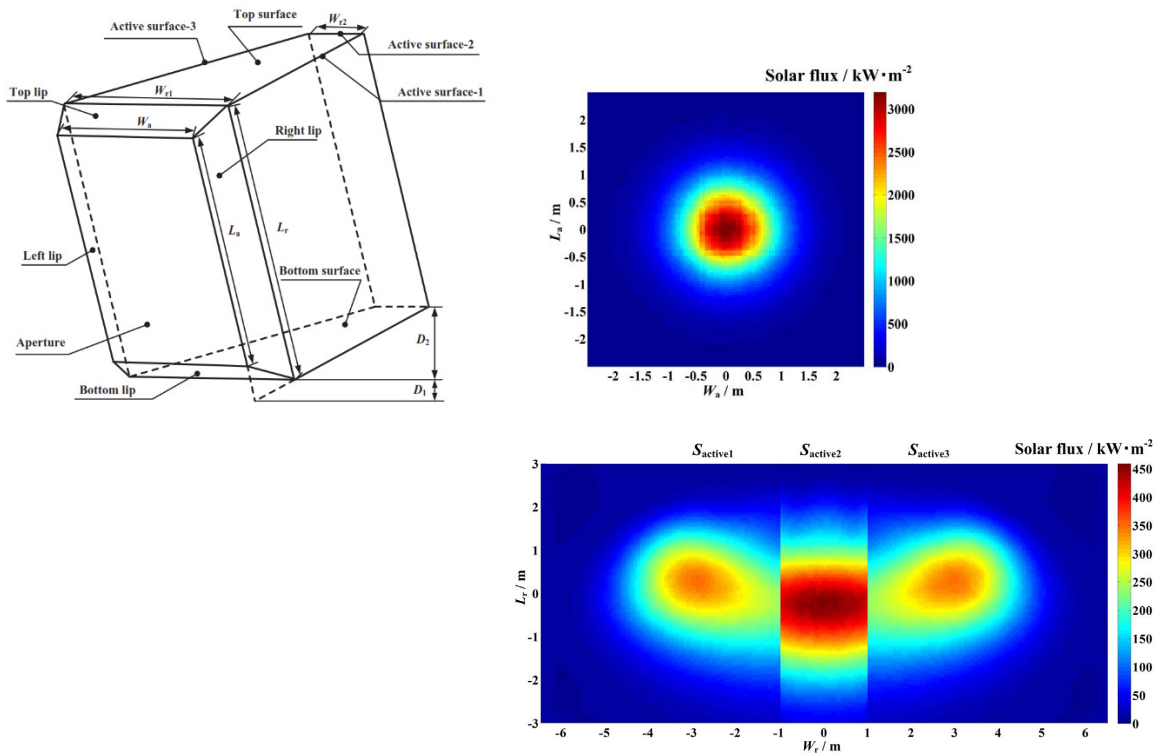 Active surface-3
Top surface
Wr2
Active surface-2
Active surface-1
Top lip
Wr1
Wa
Right lip
La
Lr
Left lip
Bottom surface
Aperture
D2
Bottom lip
D1
Solar flux / kW·m-2
2
1.5
1
0.5
0
-0.5
-1
-1.5
-2
La / m
-2 -1.5 -1 -0.5 0 0.5 1 1.5 2
Wa / m
3000
2500
2000
1500
1000
500
0
Sactive1 Sactive2 Sactive3 Solar flux / kW·m-2
3
2
1
0
-1
-2
-3
Lr / m
-6 -5 -4 -3 -2 -1 0 1 2 3 4 5 6
Wr / m
450
400
350
300
250
200
150
100
50
0